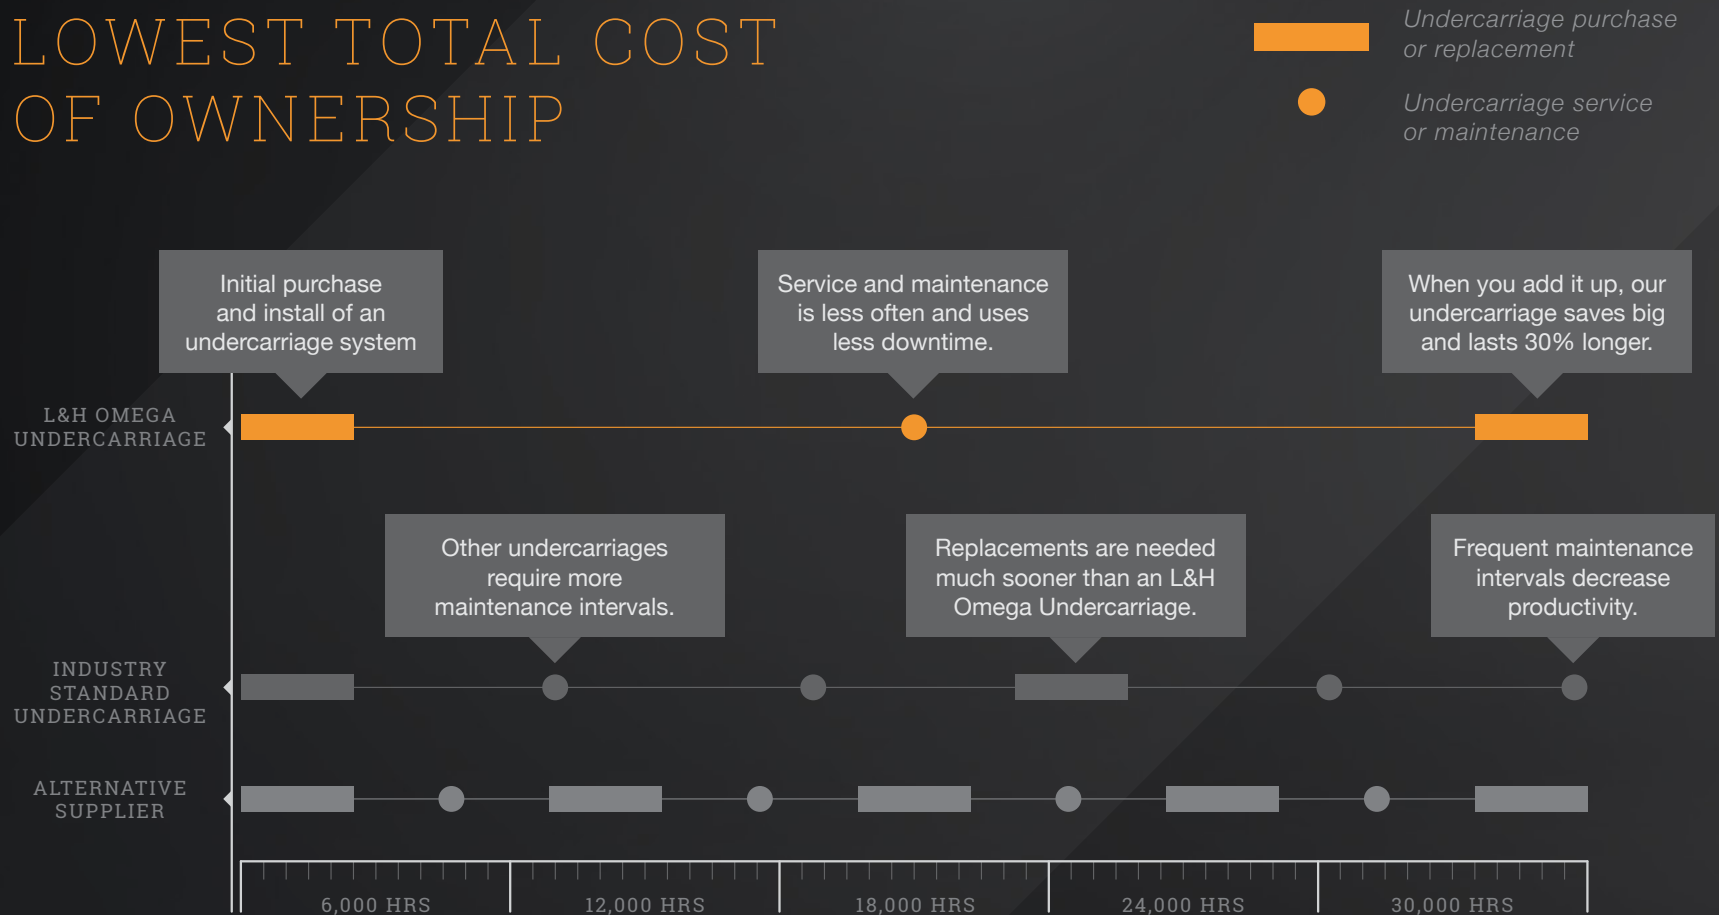 LOWEST TOTAL COST
OF OWNERSHIP
Undercarriage purchase
or replacement
Undercarriage service
or maintenance
Initial purchase
and install of an
undercarriage system
Service and maintenance
is less often and uses
less downtime.
When you add it up, our
undercarriage saves big
and lasts 30% longer.
L&H OMEGA
UNDERCARRIAGE
Other undercarriages
require more
maintenance intervals.
Replacements are needed
much sooner than an L&H
Omega Undercarriage.
Frequent maintenance
intervals decrease
productivity.
INDUSTRY
STANDARD
UNDERCARRIAGE
ALTERNATIVE
SUPPLIER
6,000 HRS
12,000 HRS
18,000 HRS
24,000 HRS
30,000 HRS